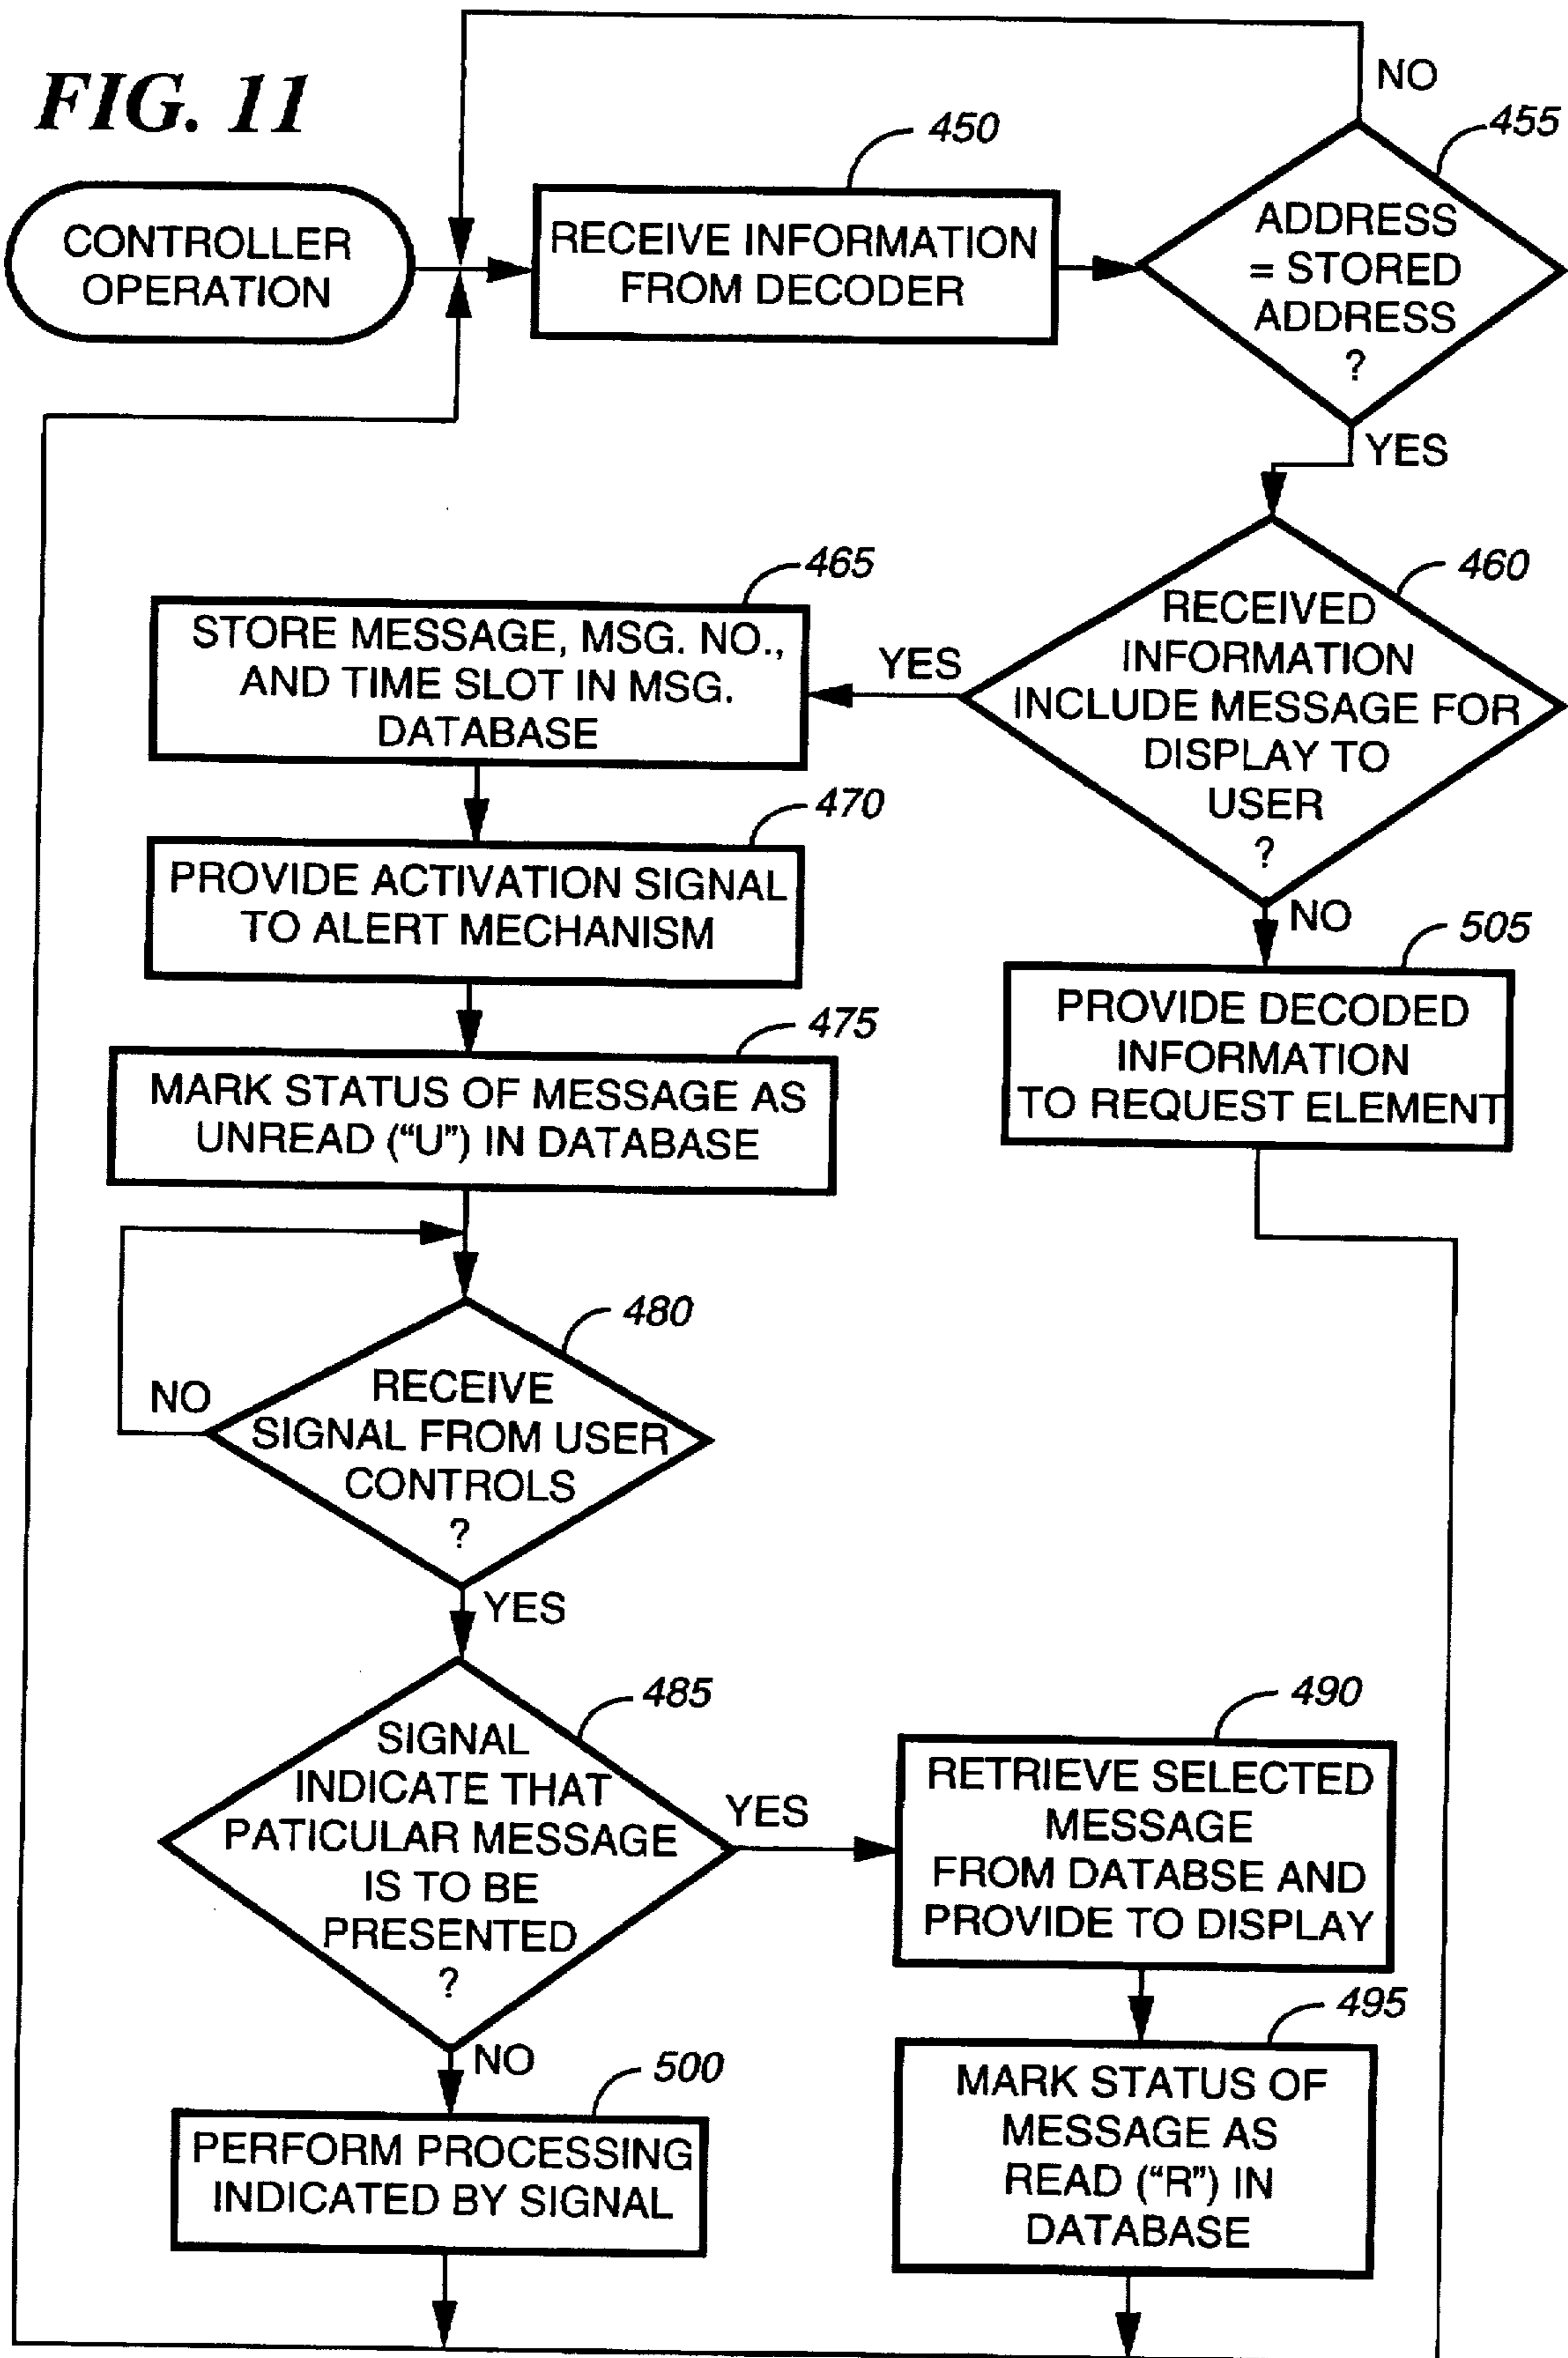 FIG. 11
NO
450
455
CONTROLLER
OPERATION
RECEIVE INFORMATION
FROM DECODER
ADDRESS
= STORED
ADDRESS
?
YES
460
RECEIVED
INFORMATION
INCLUDE MESSAGE FOR
DISPLAY TO
USER
?
YES
465
STORE MESSAGE, MSG. NO.,
AND TIME SLOT IN MSG.
DATABASE
470
PROVIDE ACTIVATION SIGNAL
TO ALERT MECHANISM
NO
505
PROVIDE DECODED
INFORMATION
TO REQUEST ELEMENT
475
MARK STATUS OF MESSAGE AS
UNREAD (“U”) IN DATABASE
480
NO
RECEIVE
SIGNAL FROM USER
CONTROLS
?
YES
485
SIGNAL
INDICATE THAT
PATICULAR MESSAGE
IS TO BE
PRESENTED
?
YES
490
RETRIEVE SELECTED
MESSAGE
FROM DATABSE AND
PROVIDE TO DISPLAY
495
MARK STATUS OF
MESSAGE AS
READ (“R”) IN
DATABASE
NO
500
PERFORM PROCESSING
INDICATED BY SIGNAL